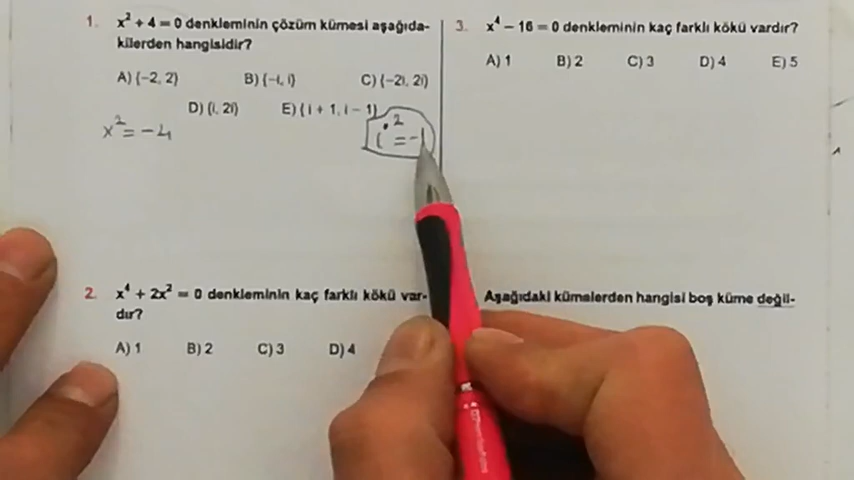 1. x² + 4 = 0 denkleminin çözüm kümesi aşağıda-
kilerden hangisidir?
A) {-2, 2} B) {-i, i} C) {-2i, 2i}
D) {i, 2i} E) {i + 1, i - 1}
x² = -4
i² = -1
2. x⁴ + 2x² = 0 denkleminin kaç farklı kökü var-
dır?
A) 1 B) 2 C) 3 D) 4
3. x⁴ - 16 = 0 denkleminin kaç farklı kökü vardır?
A) 1 B) 2 C) 3 D) 4 E) 5
Aşağıdaki kümelerden hangisi boş küme değil-